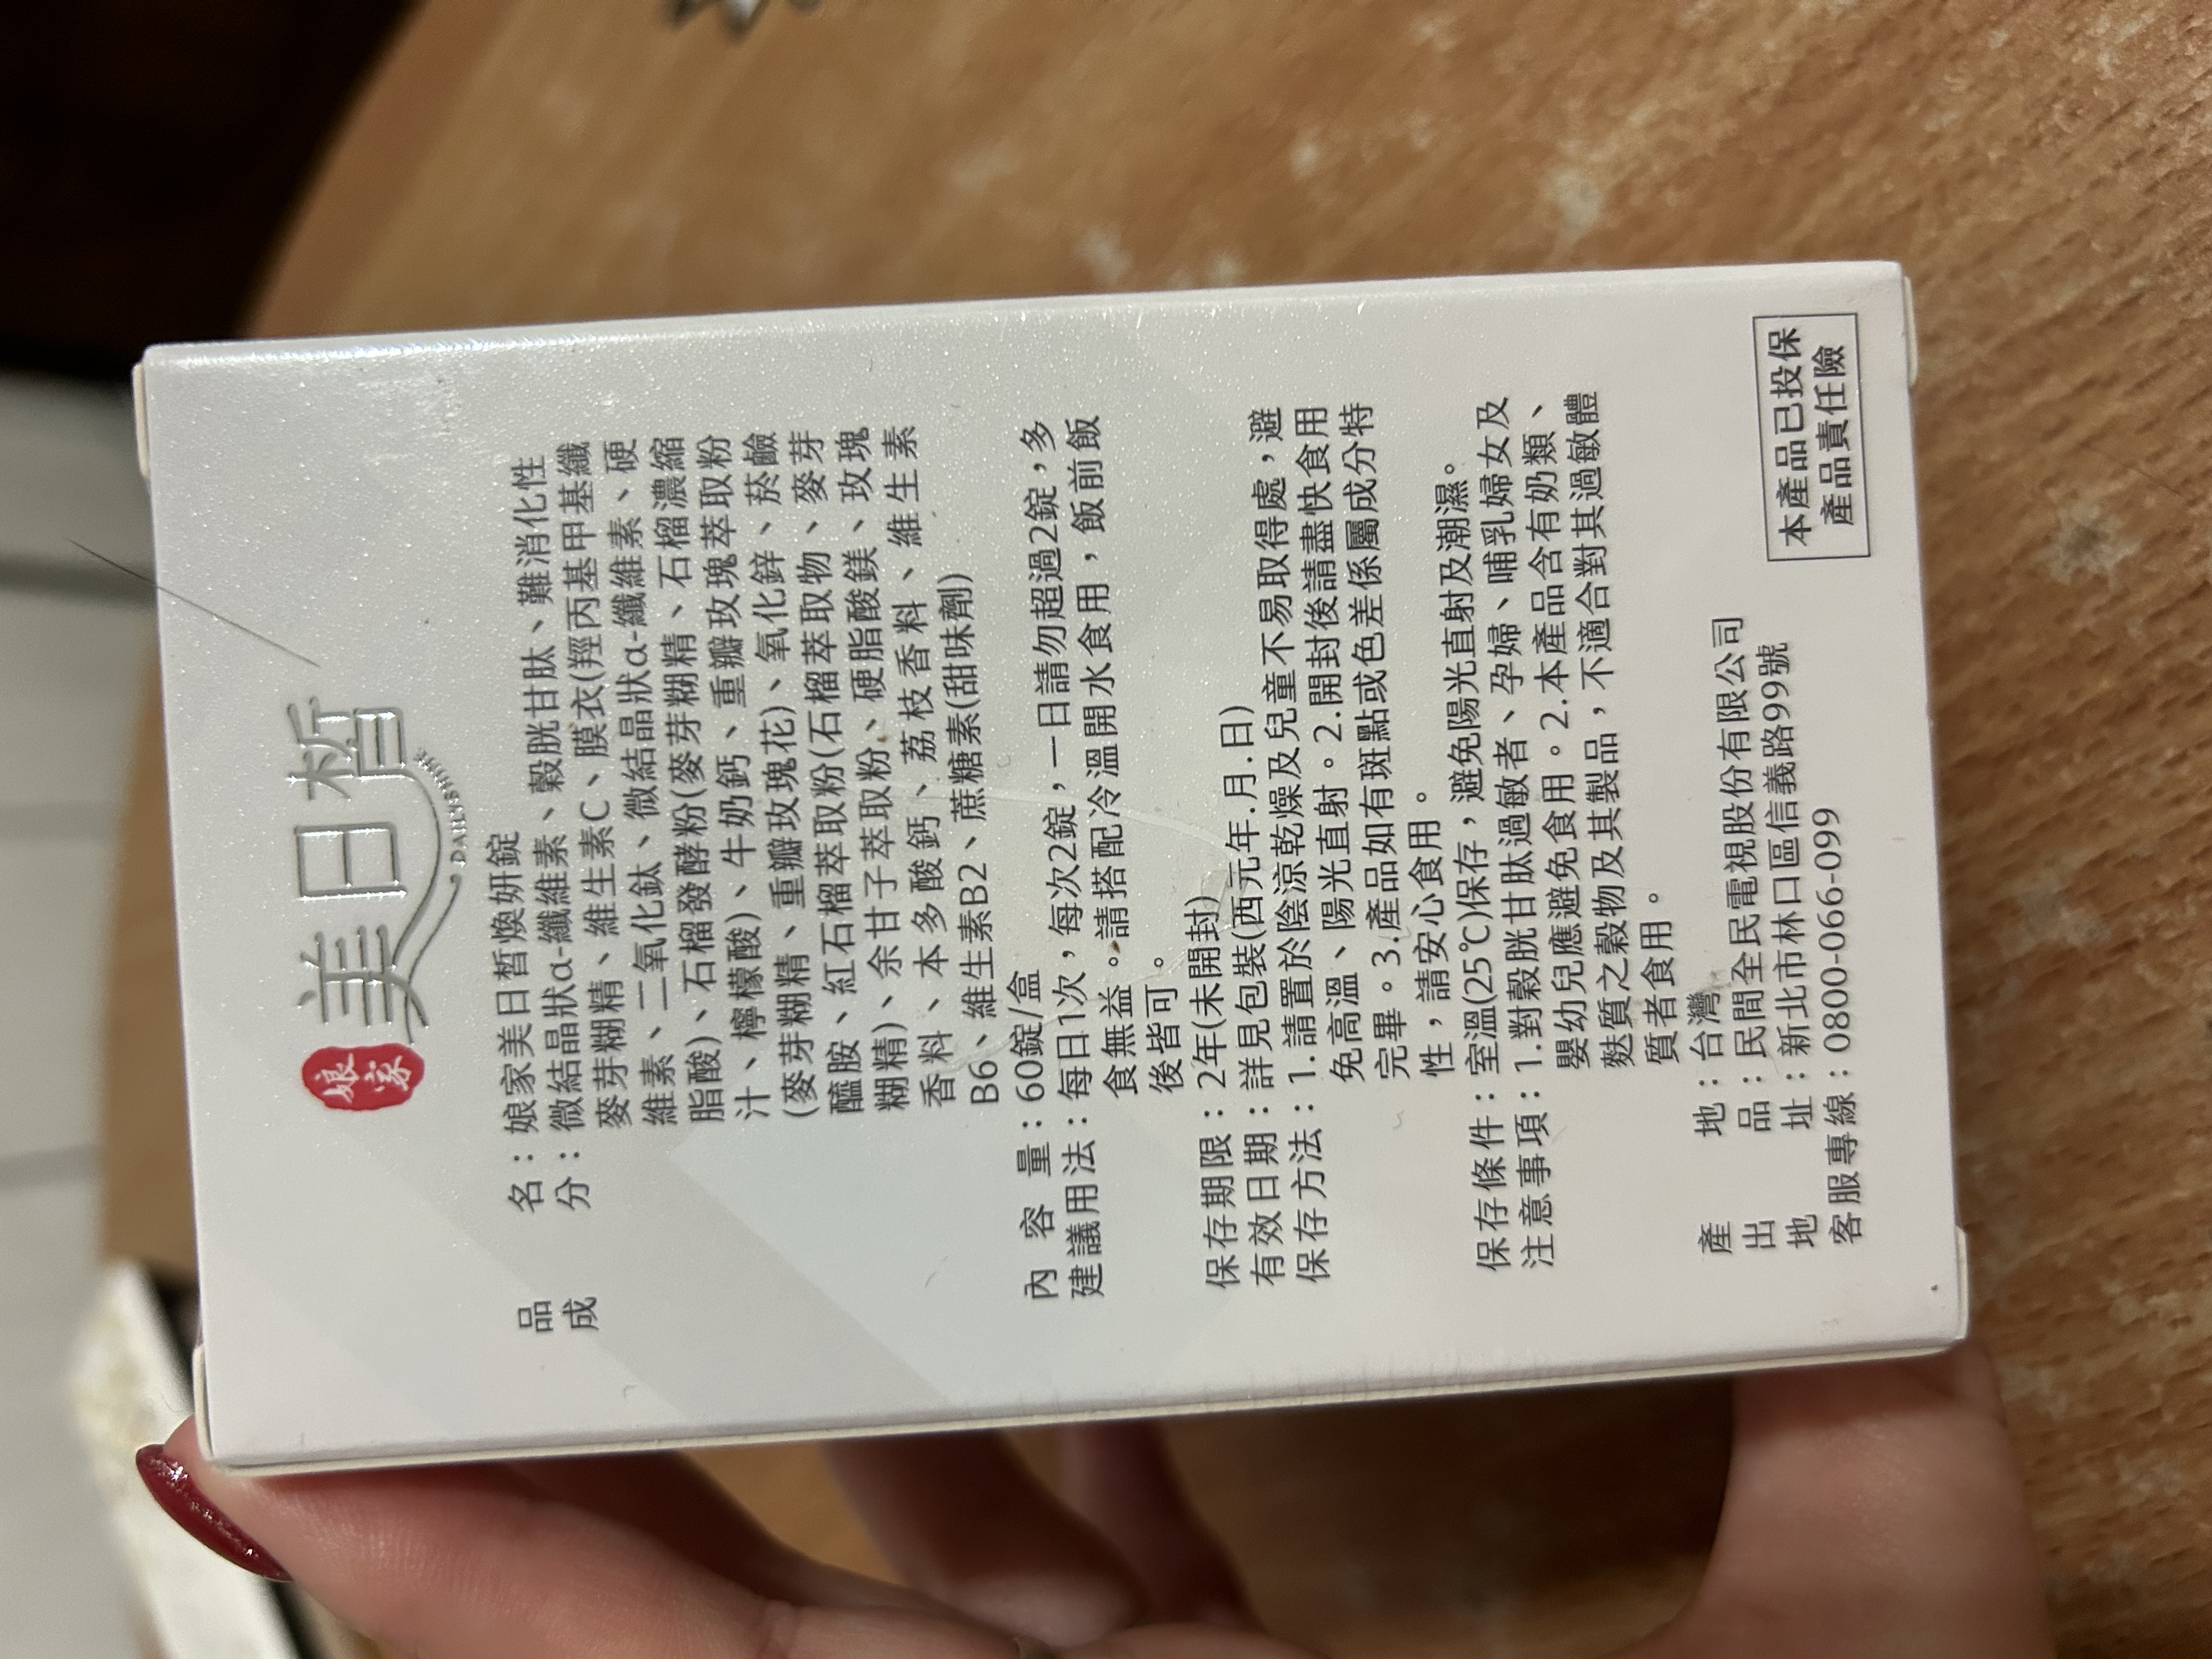 娘家
美日皙
DAILY SHINE
品名：娘家美日皙煥妍錠
成分：微結晶狀α-纖維素、穀胱甘肽、難消化性
麥芽糊精、維生素C、膜衣(羥丙基甲基纖
維素、二氧化鈦、微結晶狀α-纖維素、硬
脂酸)、石榴發酵粉(麥芽糊精、石榴濃縮
汁、檸檬酸)、牛奶鈣、重瓣玫瑰萃取粉
(麥芽糊精、重瓣玫瑰花)、氧化鋅、菸鹼
醯胺、紅石榴萃取粉(石榴萃取物、麥芽
糊精)、余甘子萃取粉、硬脂酸鎂、玫瑰
香料、本多酸鈣、荔枝香料、維生素
B6、維生素B2、蔗糖素(甜味劑)
內容量：60錠/盒
建議用法：每日1次，每次2錠，一日請勿超過2錠，多
食無益。請搭配冷溫開水食用，飯前飯
後皆可。
保存期限：2年(未開封)
有效日期：詳見包裝(西元年.月.日)
保存方法：1.請置於陰涼乾燥及兒童不易取得處，避
免高溫、陽光直射。2.開封後請盡快食用
完畢。3.產品如有斑點或色差係屬成分特
性，請安心食用。
保存條件：室溫(25℃)保存，避免陽光直射及潮濕。
注意事項：1.對穀胱甘肽過敏者、孕婦、哺乳婦女及
嬰幼兒應避免食用。2.本產品含有奶類、
麩質之穀物及其製品，不適合對其過敏體
質者食用。
產地：台灣
出品：民間全民電視股份有限公司
地址：新北市林口區信義路99號
客服專線：0800-066-099
本產品已投保
產品責任險